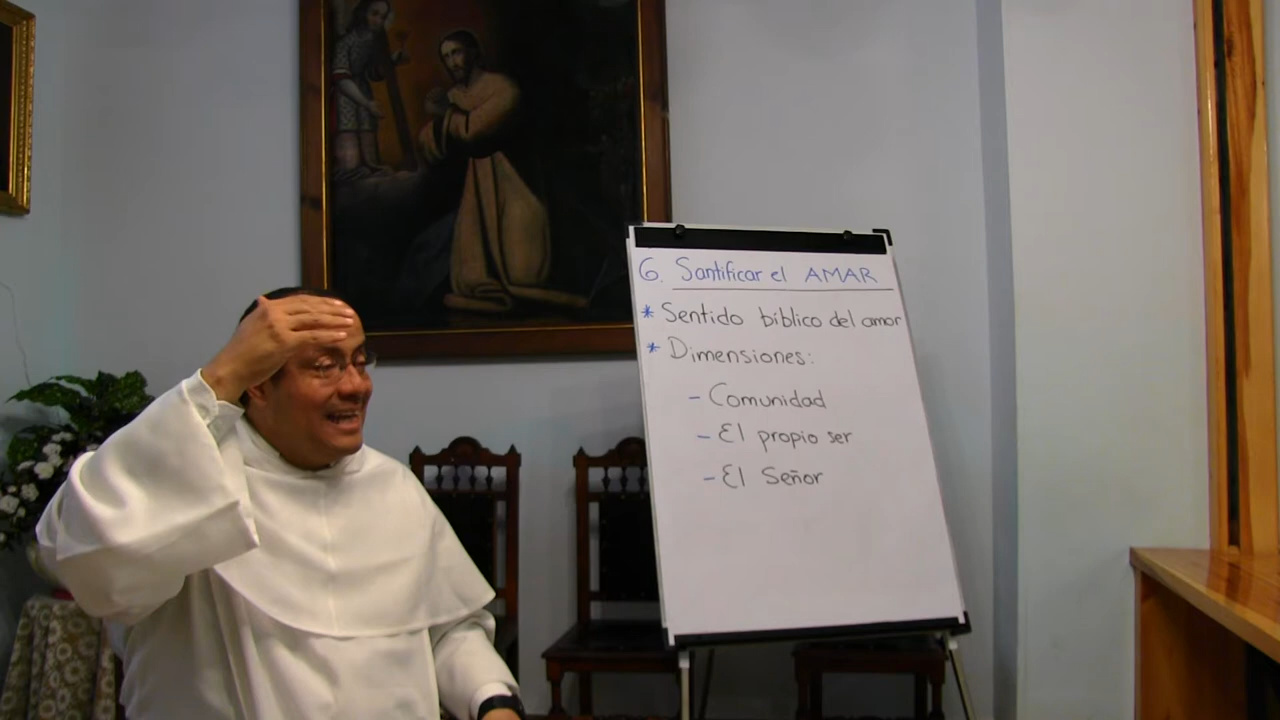 6. Santificar el AMAR
* Sentido bíblico del amor
* Dimensiones:
- Comunidad
- El propio ser
- El Señor